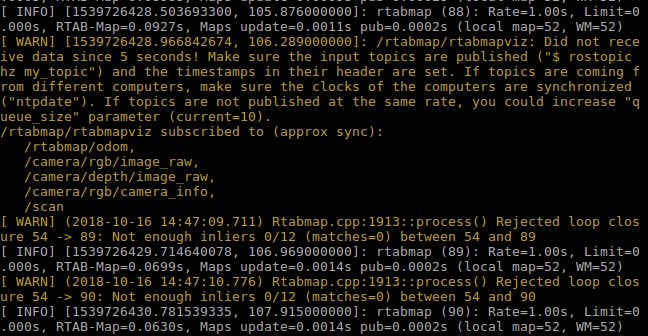 [ INFO] [1539726428.503693300, 105.876000000]: rtabmap (88): Rate=1.00s, Limit=0
.000s, RTAB-Map=0.0927s, Maps update=0.0011s pub=0.0002s (local map=52, WM=52)
[ WARN] [1539726428.966842674, 106.289000000]: /rtabmap/rtabmapviz: Did not rece
ive data since 5 seconds! Make sure the input topics are published ("$ rostopic
hz my_topic") and the timestamps in their header are set. If topics are coming f
rom different computers, make sure the clocks of the computers are synchronized
("ntpdate"). If topics are not published at the same rate, you could increase "q
ueue_size" parameter (current=10).
/rtabmap/rtabmapviz subscribed to (approx sync):
/rtabmap/odom,
/camera/rgb/image_raw,
/camera/depth/image_raw,
/camera/rgb/camera_info,
/scan
[ WARN] (2018-10-16 14:47:09.711) Rtabmap.cpp:1913::process() Rejected loop clos
ure 54 -> 89: Not enough inliers 0/12 (matches=0) between 54 and 89
[ INFO] [1539726429.714640078, 106.969000000]: rtabmap (89): Rate=1.00s, Limit=0
.000s, RTAB-Map=0.0699s, Maps update=0.0014s pub=0.0002s (local map=52, WM=52)
[ WARN] (2018-10-16 14:47:10.776) Rtabmap.cpp:1913::process() Rejected loop clos
ure 54 -> 90: Not enough inliers 0/12 (matches=0) between 54 and 90
[ INFO] [1539726430.781539335, 107.915000000]: rtabmap (90): Rate=1.00s, Limit=0
.000s, RTAB-Map=0.0630s, Maps update=0.0014s pub=0.0002s (local map=52, WM=52)